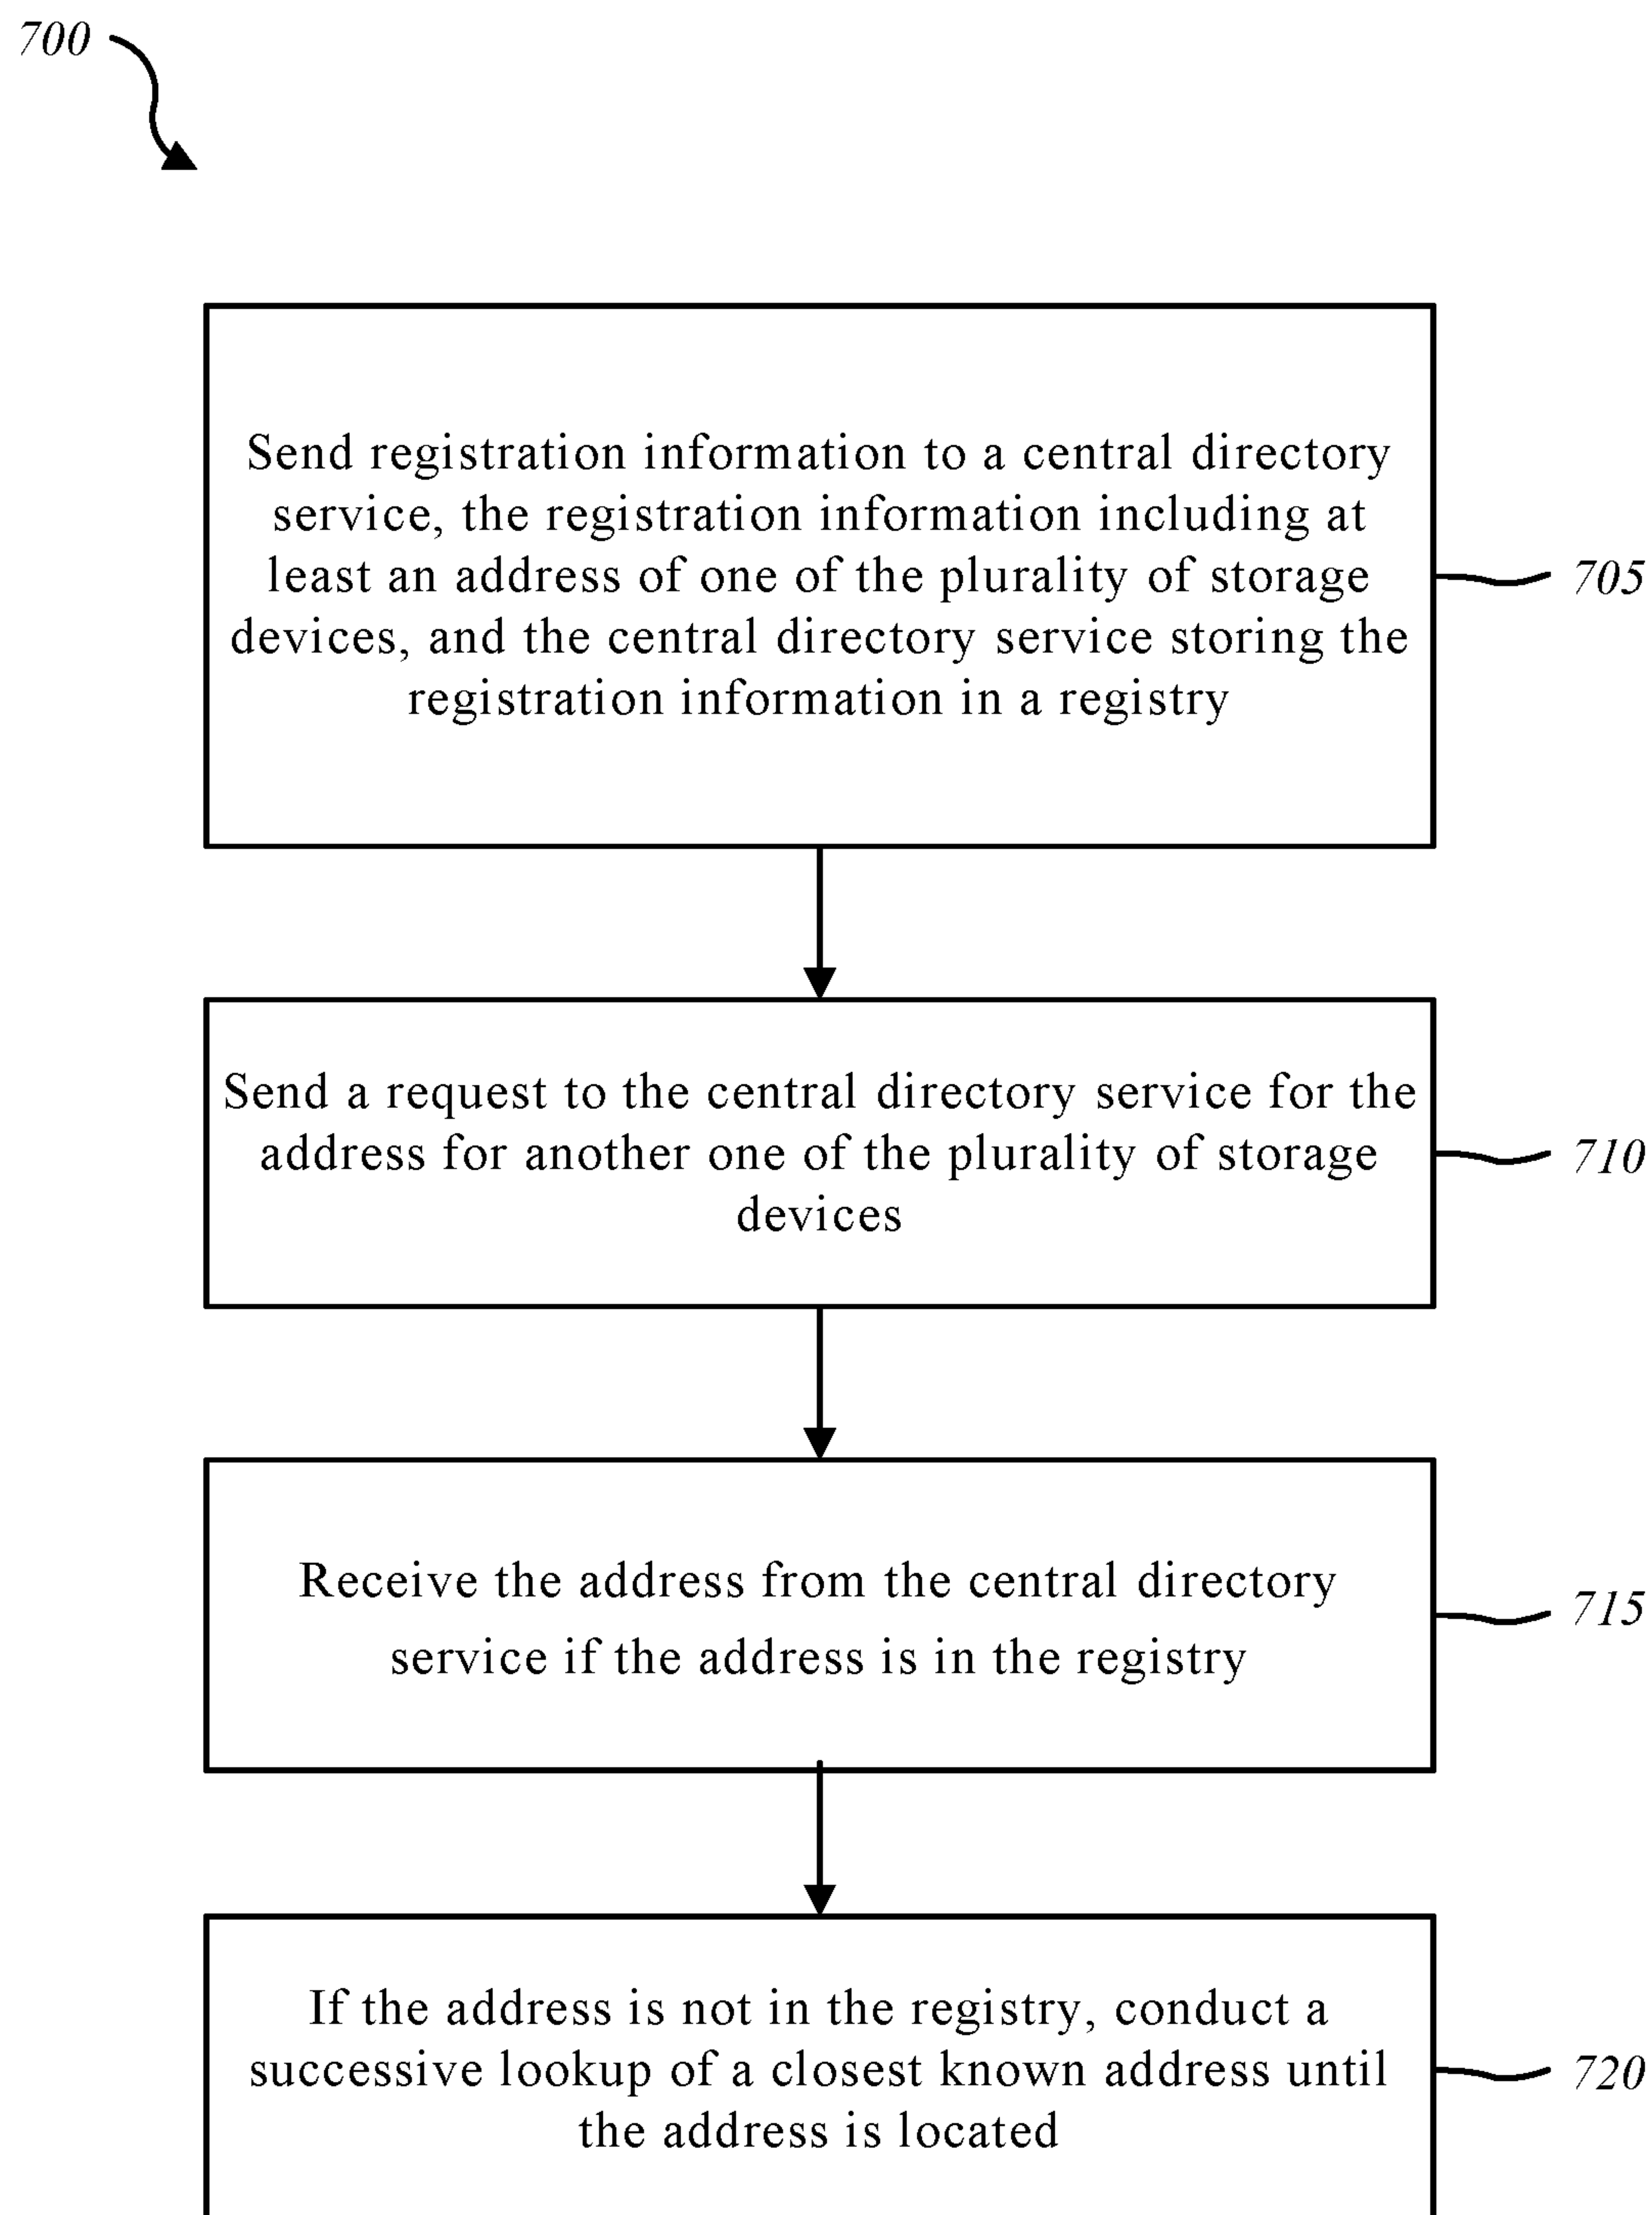 700
Send registration information to a central directory
service, the registration information including at
least an address of one of the plurality of storage
devices, and the central directory service storing the
registration information in a registry
705
Send a request to the central directory service for the
address for another one of the plurality of storage
devices
710
Receive the address from the central directory
service if the address is in the registry
715
If the address is not in the registry, conduct a
successive lookup of a closest known address until
the address is located
720